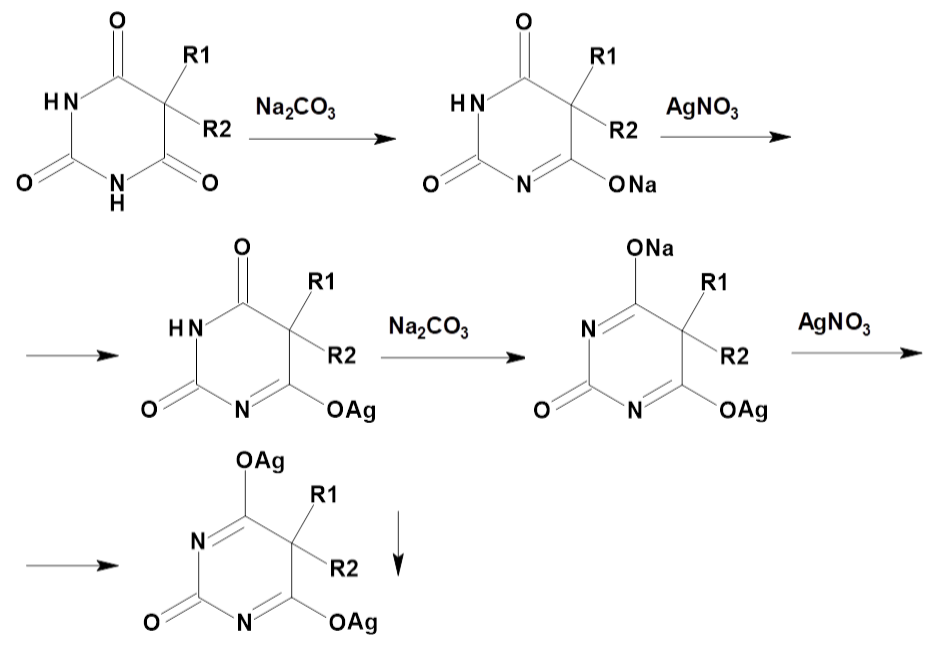 O
R1
HN
R2
O
N
H
O
Na₂CO₃
O
R1
HN
R2
O
N
ONa
AgNO₃
O
R1
HN
R2
O
N
OAg
Na₂CO₃
ONa
R1
N
R2
O
N
OAg
AgNO₃
OAg
R1
N
R2
O
N
OAg